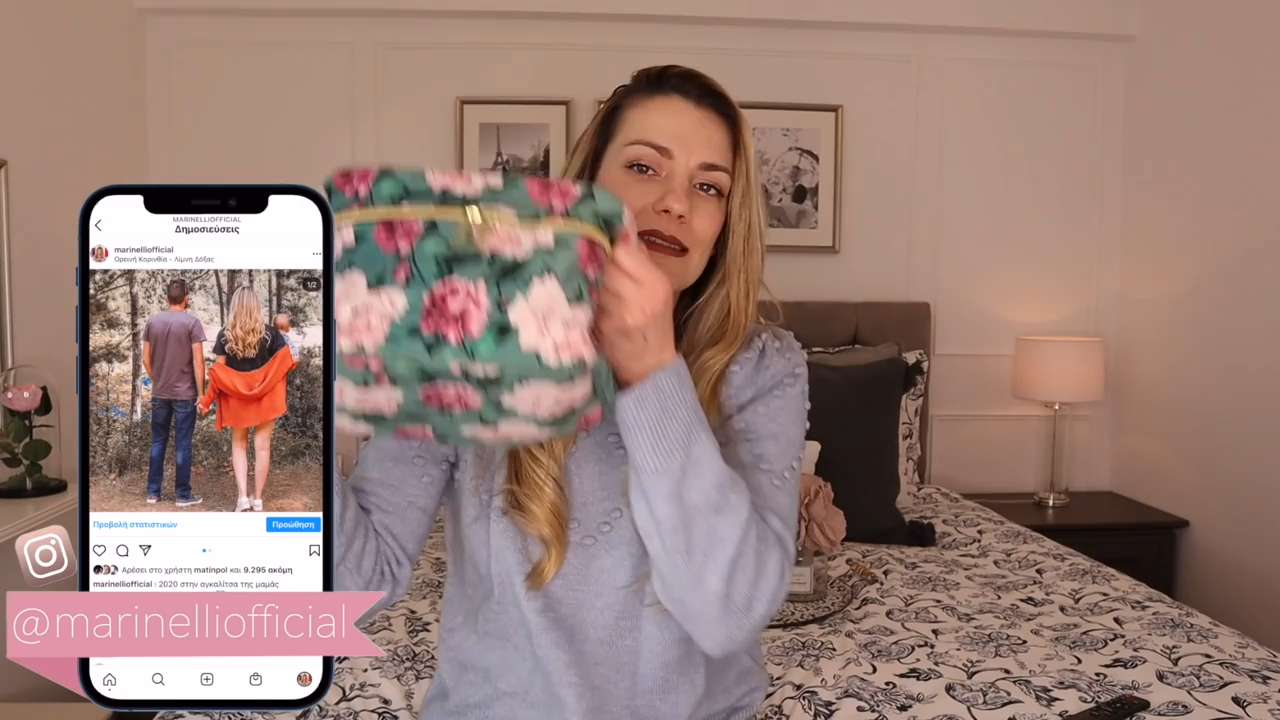 MARINELLIOFFICIAL
Δημοσιεύσεις
marinelliofficial
Ορεινή Κορινθία - Λίμνη Δόξας
1/2
Προβολή στατιστικών
Προώθηση
Αρέσει στο χρήστη matinpol και 9.295 ακόμη
marinelliofficial : 2020 στην αγκαλίτσα της μαμάς
@marinelliofficial